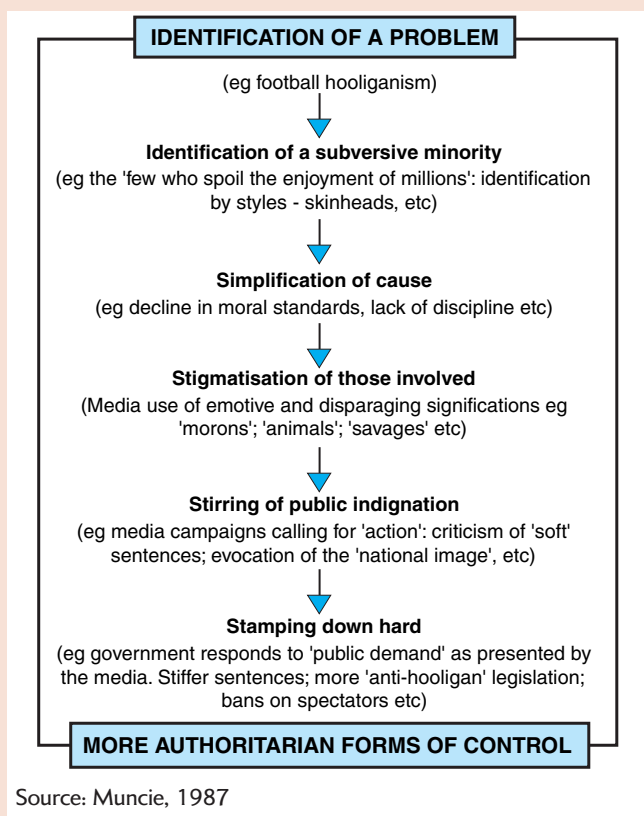 IDENTIFICATION OF A PROBLEM
(eg football hooliganism)
Identification of a subversive minority
(eg the 'few who spoil the enjoyment of millions': identification
by styles - skinheads, etc)
Simplification of cause
(eg decline in moral standards, lack of discipline etc)
Stigmatisation of those involved
(Media use of emotive and disparaging significations eg
'morons'; 'animals'; 'savages' etc)
Stirring of public indignation
(eg media campaigns calling for 'action': criticism of 'soft'
sentences; evocation of the 'national image', etc)
Stamping down hard
(eg government responds to 'public demand' as presented by
the media. Stiffer sentences; more 'anti-hooligan' legislation;
bans on spectators etc)
MORE AUTHORITARIAN FORMS OF CONTROL
Source: Muncie, 1987